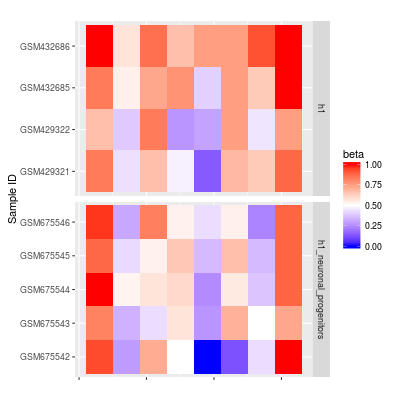 GSM432686
GSM432685
GSM429322
GSM429321
h1
GSM675546
GSM675545
GSM675544
GSM675543
GSM675542
h1_neuronal_progenitors
Sample ID
beta
1.00
0.75
0.50
0.25
0.00